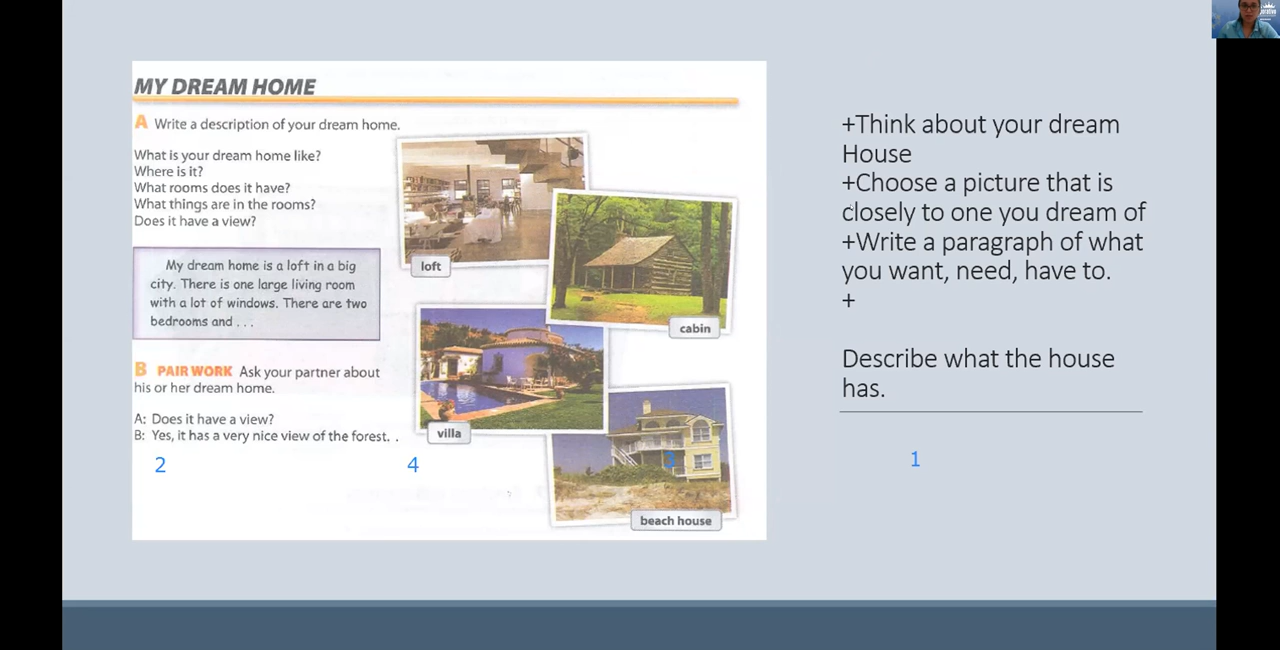 MY DREAM HOME
A Write a description of your dream home.
What is your dream home like?
Where is it?
What rooms does it have?
What things are in the rooms?
Does it have a view?
My dream home is a loft in a big
city. There is one large living room
with a lot of windows. There are two
bedrooms and . . .
B PAIR WORK Ask your partner about
his or her dream home.
A: Does it have a view?
B: Yes, it has a very nice view of the forest. .
loft
cabin
villa
beach house
2
4
3
+Think about your dream
House
+Choose a picture that is
closely to one you dream of
+Write a paragraph of what
you want, need, have to.
+
Describe what the house
has.
1